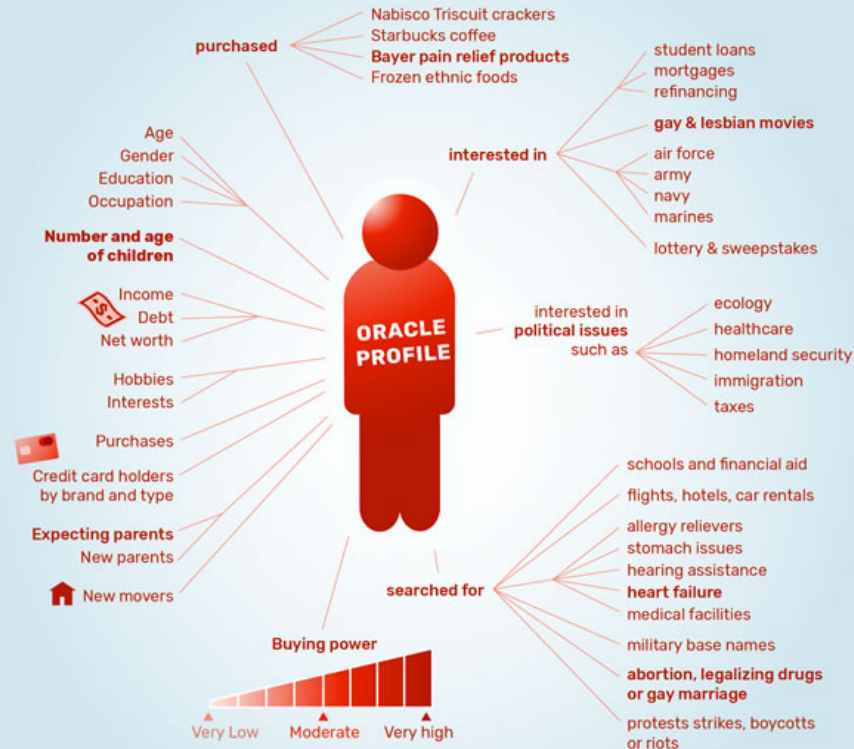 purchased
Nabisco Triscuit crackers
Starbucks coffee
Bayer pain relief products
Frozen ethnic foods
interested in
student loans
mortgages
refinancing
gay & lesbian movies
air force
army
navy
marines
lottery & sweepstakes
Age
Gender
Education
Occupation
Number and age
of children
Income
Debt
Net worth
Hobbies
Interests
Purchases
Credit card holders
by brand and type
Expecting parents
New parents
New movers
$
ORACLE
PROFILE
interested in
political issues
such as
ecology
healthcare
homeland security
immigration
taxes
searched for
schools and financial aid
flights, hotels, car rentals
allergy relievers
stomach issues
hearing assistance
heart failure
medical facilities
military base names
abortion, legalizing drugs
or gay marriage
protests strikes, boycotts
or riots
Buying power
Very Low
Moderate
Very high